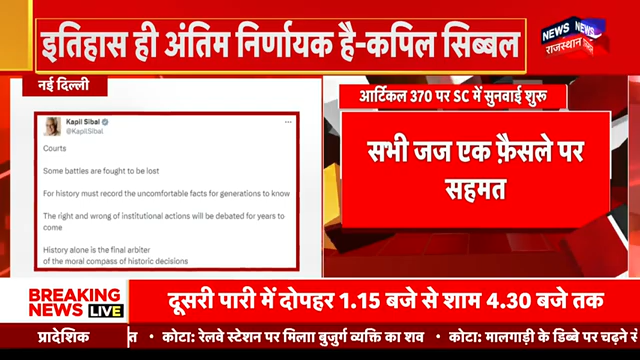 इतिहास ही अंतिम निर्णायक है-कपिल सिब्बल
NEWS NEWS
राजस्थान
नई दिल्ली
Kapil Sibal
@KapilSibal
Courts
Some battles are fought to be lost
For history must record the uncomfortable facts for generations to know
The right and wrong of institutional actions will be debated for years to
come
History alone is the final arbiter
of the moral compass of historic decisions
आर्टिकल 370 पर SC में सुनवाई शुरू
सभी जज एक फ़ैसले पर
सहमत
BREAKING
NEWS LIVE
दूसरी पारी में दोपहर 1.15 बजे से शाम 4.30 बजे तक
प्रादेशिक
• कोटा: रेलवे स्टेशन पर मिलाा बुजुर्ग व्यक्ति का शव • कोटा: मालगाड़ी के डिब्बे पर चढ़ने से